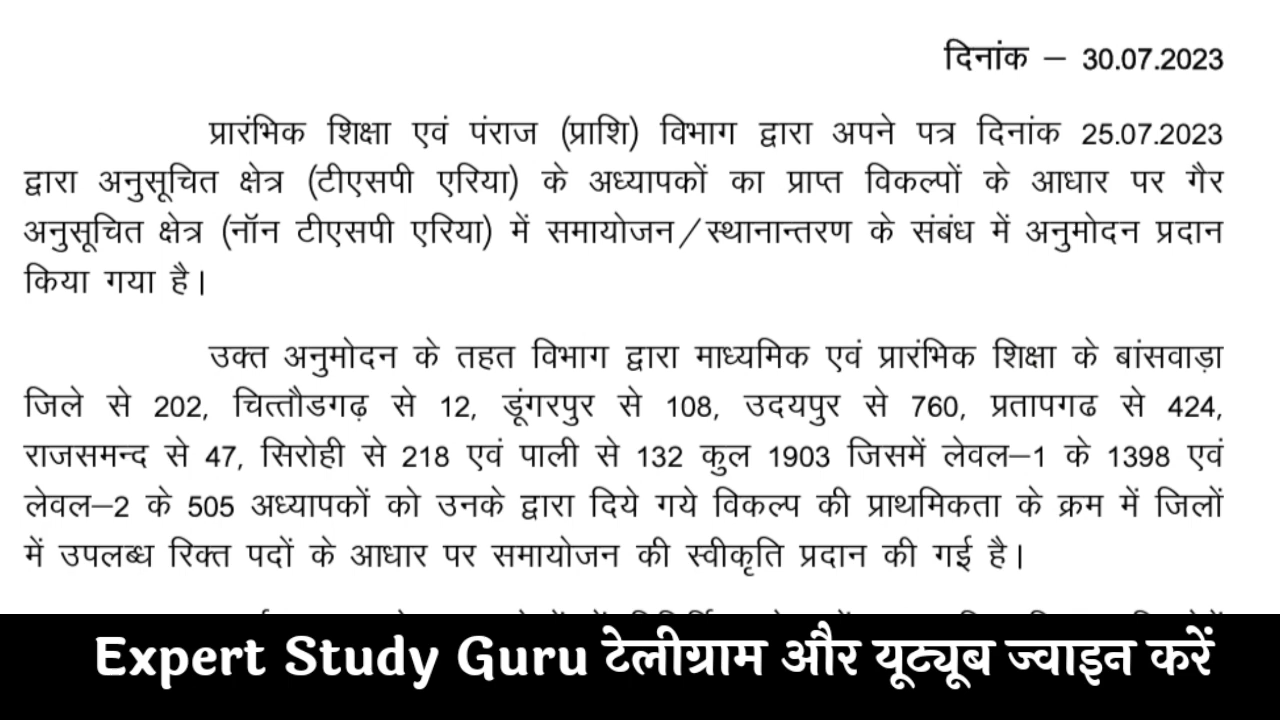 दिनांक – 30.07.2023
प्रारंभिक शिक्षा एवं पंराज (प्राशि) विभाग द्वारा अपने पत्र दिनांक 25.07.2023
द्वारा अनुसूचित क्षेत्र (टीएसपी एरिया) के अध्यापकों का प्राप्त विकल्पों के आधार पर गैर
अनुसूचित क्षेत्र (नॉन टीएसपी एरिया) में समायोजन/स्थानान्तरण के संबंध में अनुमोदन प्रदान
किया गया है।
उक्त अनुमोदन के तहत विभाग द्वारा माध्यमिक एवं प्रारंभिक शिक्षा के बांसवाड़ा
जिले से 202, चित्तौडगढ़ से 12, डूंगरपुर से 108, उदयपुर से 760, प्रतापगढ से 424,
राजसमन्द से 47, सिरोही से 218 एवं पाली से 132 कुल 1903 जिसमें लेवल–1 के 1398 एवं
लेवल–2 के 505 अध्यापकों को उनके द्वारा दिये गये विकल्प की प्राथमिकता के क्रम में जिलों
में उपलब्ध रिक्त पदों के आधार पर समायोजन की स्वीकृति प्रदान की गई है।
Expert Study Guru टेलीग्राम और यूट्यूब ज्वाइन करें